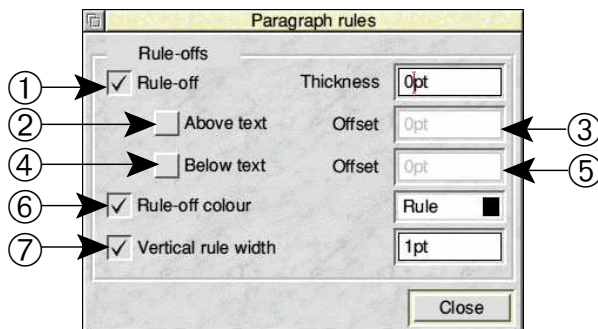 Paragraph rules
Rule-offs
① Rule-off Thickness 0pt
② Above text Offset 0pt ③
④ Below text Offset 0pt ⑤
⑥ Rule-off colour Rule
⑦ Vertical rule width 1pt
Close